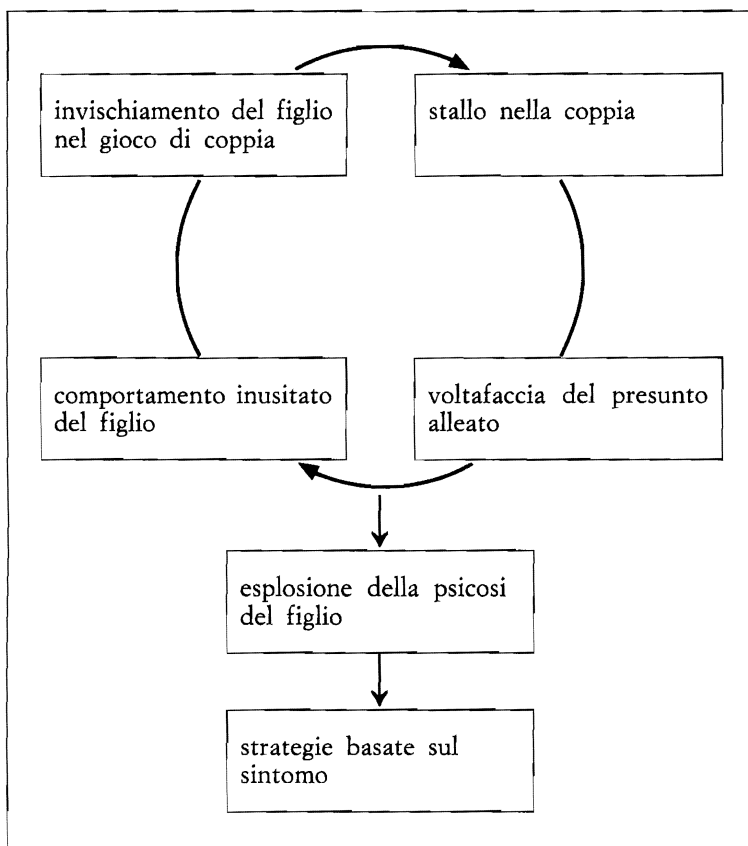 invischiamento del figlio
nel gioco di coppia
stallo nella coppia
comportamento inusitato
del figlio
voltafaccia del presunto
alleato
esplosione della psicosi
del figlio
strategie basate sul
sintomo